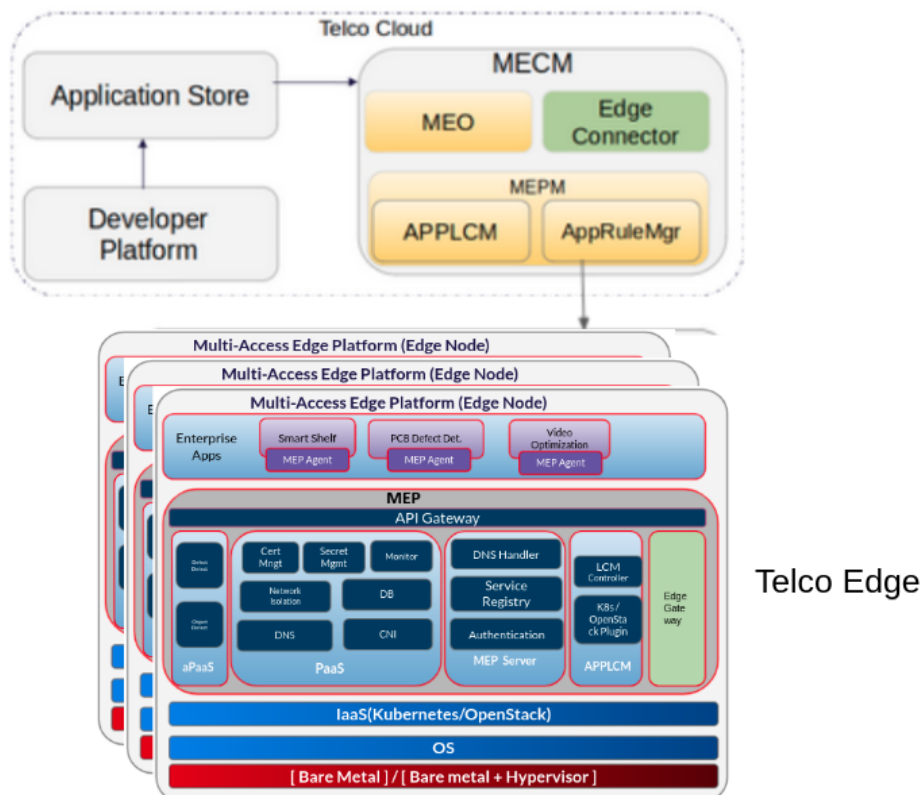 Telco Cloud
Application Store
Developer
Platform
MECM
MEO
Edge
Connector
MEPM
APPLCM
AppRuleMgr
Multi-Access Edge Platform (Edge Node)
Multi-Access Edge Platform (Edge Node)
Multi-Access Edge Platform (Edge Node)
Enterprise
Apps
Smart Shelf
MEP Agent
PCB Defect Det.
MEP Agent
Video
Optimization
MEP Agent
MEP
API Gateway
aPaaS
Cert
Mngt
Secret
Mgmt
Monitor
Network
Isolation
DB
DNS
CNI
PaaS
DNS Handler
Service
Registry
Authentication
MEP Server
LCM
Controller
K8s /
OpenSta
ck Plugin
APPLCM
Edge
Gate
way
IaaS(Kubernetes/OpenStack)
OS
[ Bare Metal ] / [ Bare metal + Hypervisor ]
Telco Edge